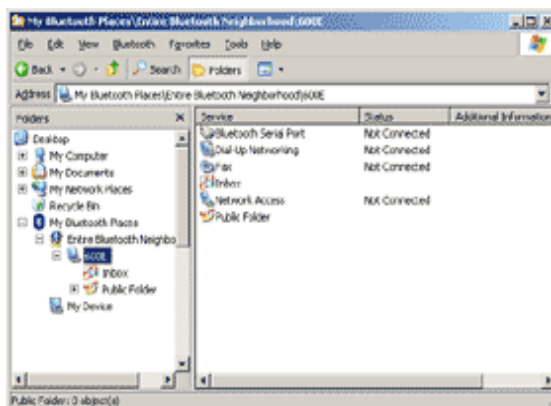 My Bluetooth Places\Entire Bluetooth Neighborhood\600E
File Edit View Bluetooth Favorites Tools Help
Back Search Folders
Address My Bluetooth Places\Entire Bluetooth Neighborhood\600E
Folders
Desktop
My Computer
My Documents
My Network Places
Recycle Bin
My Bluetooth Places
Entire Bluetooth Neighbo
600E
Inbox
Public Folder
My Device
Service Status Additional Information
Bluetooth Serial Port Not Connected
Dial-Up Networking Not Connected
Fax Not Connected
Inbox
Network Access Not Connected
Public Folder
Public Folder: 3 object(s)